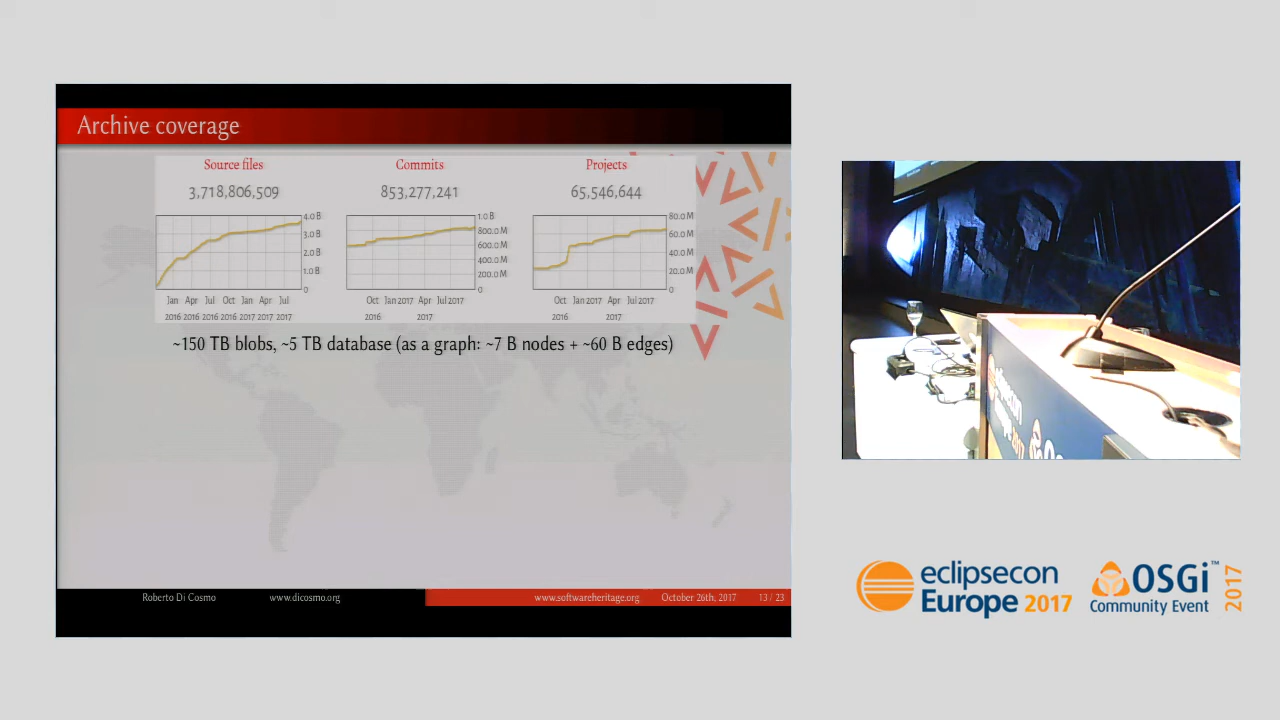 Archive coverage
Source files
3,718,806,509
4.0 B
3.0 B
2.0 B
1.0 B
0
Jan Apr Jul Oct Jan Apr Jul
2016 2016 2016 2016 2017 2017 2017
Commits
853,277,241
1.0 B
800.0 M
600.0 M
400.0 M
200.0 M
0
Oct Jan 2017 Apr Jul 2017
2016 2017
Projects
65,546,644
80.0 M
60.0 M
40.0 M
20.0 M
0
Oct Jan 2017 Apr Jul 2017
2016 2017
~150 TB blobs, ~5 TB database (as a graph: ~7 B nodes + ~60 B edges)
Roberto Di Cosmo www.dicosmo.org www.softwareheritage.org October 26th, 2017 13 / 23
eclipsecon
Europe 2017
OSGi™
Community Event
2017